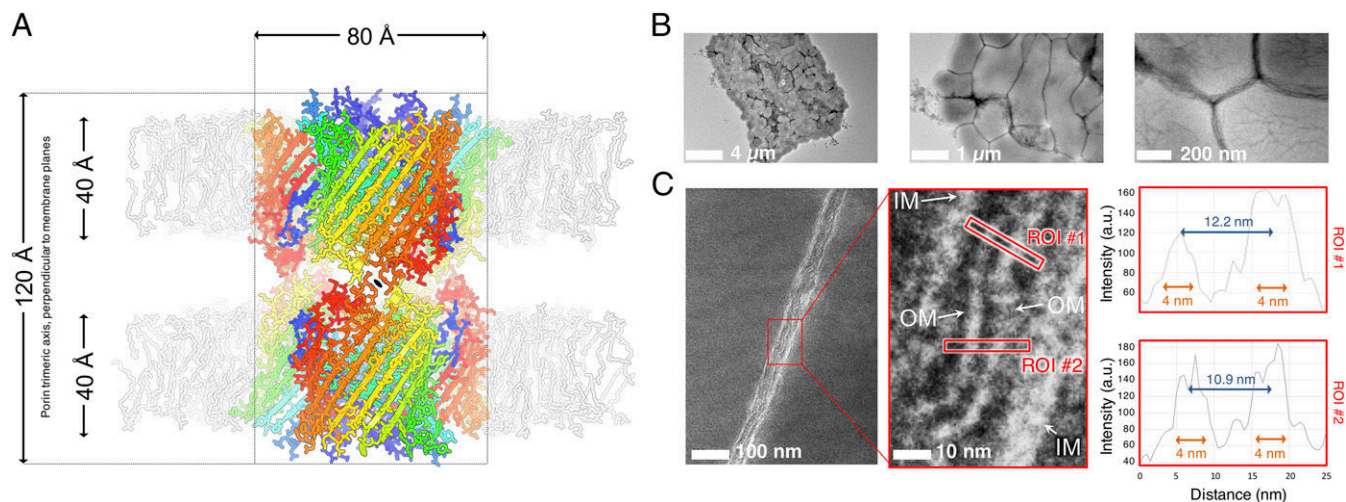 A
80 Å
120 Å
Porin trimeric axis, perpendicular to membrane planes
40 Å
40 Å
B
4 µm
1 µm
200 nm
C
100 nm
IM
ROI #1
OM
OM
ROI #2
IM
10 nm
Intensity (a.u.)
160
140
120
100
80
60
12.2 nm
4 nm
4 nm
ROI #1
Intensity (a.u.)
180
160
140
120
100
80
60
40
10.9 nm
4 nm
4 nm
ROI #2
0
5
10
15
20
25
Distance (nm)